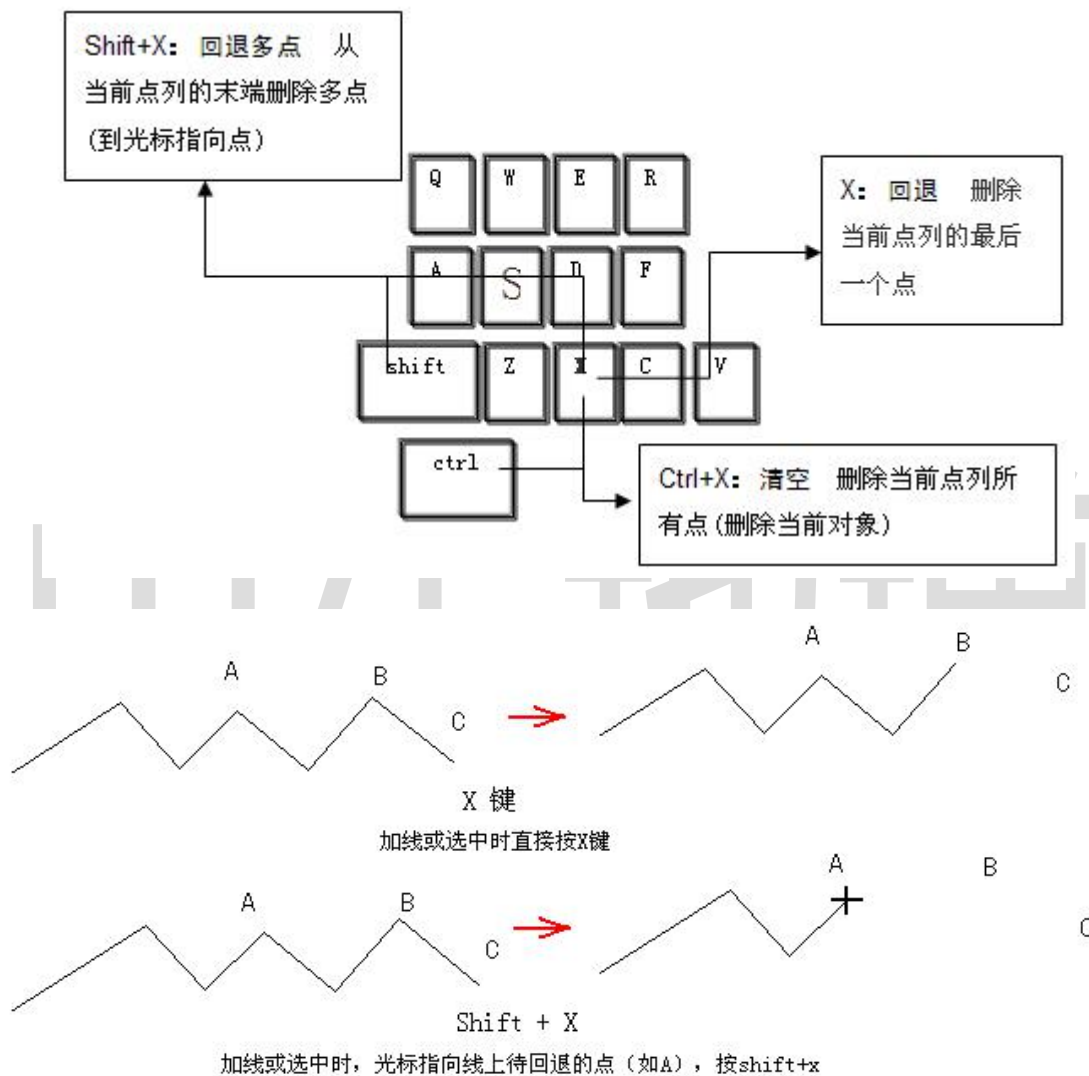 Shift+X： 回退多点 从
当前点列的末端删除多点
(到光标指向点)
Q W E R
X： 回退 删除
当前点列的最后
一个点
A S D F
shift Z X C V
ctrl
Ctrl+X： 清空 删除当前点列所
有点(删除当前对象)
A B C
A B C
X 键
加线或选中时直接按X键
A B C
A B C
Shift + X
加线或选中时，光标指向线上待回退的点（如A），按shift+x